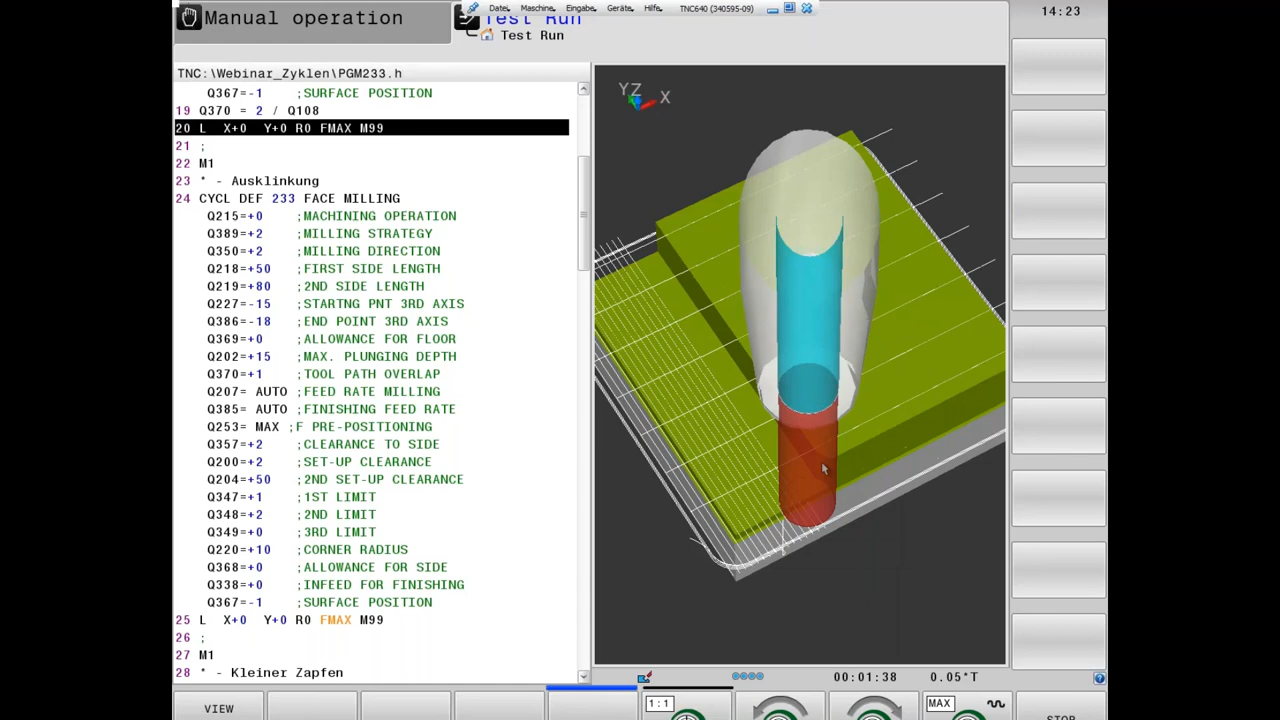 Manual operation
Datei Maschine Eingabe Geräte Hilfe TNC640 (340595-09)
Test Run
Test Run
14:23
TNC:\Webinar_Zyklen\PGM233.h
Q367=-1 ;SURFACE POSITION
19 Q370 = 2 / Q108
20 L X+0 Y+0 R0 FMAX M99
21 ;
22 M1
23 * - Ausklinkung
24 CYCL DEF 233 FACE MILLING
Q215=+0 ;MACHINING OPERATION
Q389=+2 ;MILLING STRATEGY
Q350=+2 ;MILLING DIRECTION
Q218=+50 ;FIRST SIDE LENGTH
Q219=+80 ;2ND SIDE LENGTH
Q227=-15 ;STARTNG PNT 3RD AXIS
Q386=-18 ;END POINT 3RD AXIS
Q369=+0 ;ALLOWANCE FOR FLOOR
Q202=+15 ;MAX. PLUNGING DEPTH
Q370=+1 ;TOOL PATH OVERLAP
Q207= AUTO ;FEED RATE MILLING
Q385= AUTO ;FINISHING FEED RATE
Q253= MAX ;F PRE-POSITIONING
Q357=+2 ;CLEARANCE TO SIDE
Q200=+2 ;SET-UP CLEARANCE
Q204=+50 ;2ND SET-UP CLEARANCE
Q347=+1 ;1ST LIMIT
Q348=+2 ;2ND LIMIT
Q349=+0 ;3RD LIMIT
Q220=+10 ;CORNER RADIUS
Q368=+0 ;ALLOWANCE FOR SIDE
Q338=+0 ;INFEED FOR FINISHING
Q367=-1 ;SURFACE POSITION
25 L X+0 Y+0 R0 FMAX M99
26 ;
27 M1
28 * - Kleiner Zapfen
YZ X
00:01:38 0.05*T
VIEW
1:1
MAX
STOP